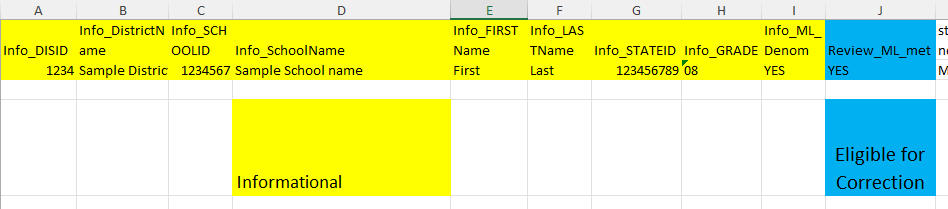 A B C D E F G H I J
Info_DistrictN Info_SCH Info_FIRST Info_LAS Info_ML_ st
Info_DISID ame OOLID Info_SchoolName Name TName Info_STATEID Info_GRADE Denom Review_ML_met
1234 Sample Distric 1234567 Sample School name First Last 123456789 08 YES YES M
Informational
Eligible for
Correction